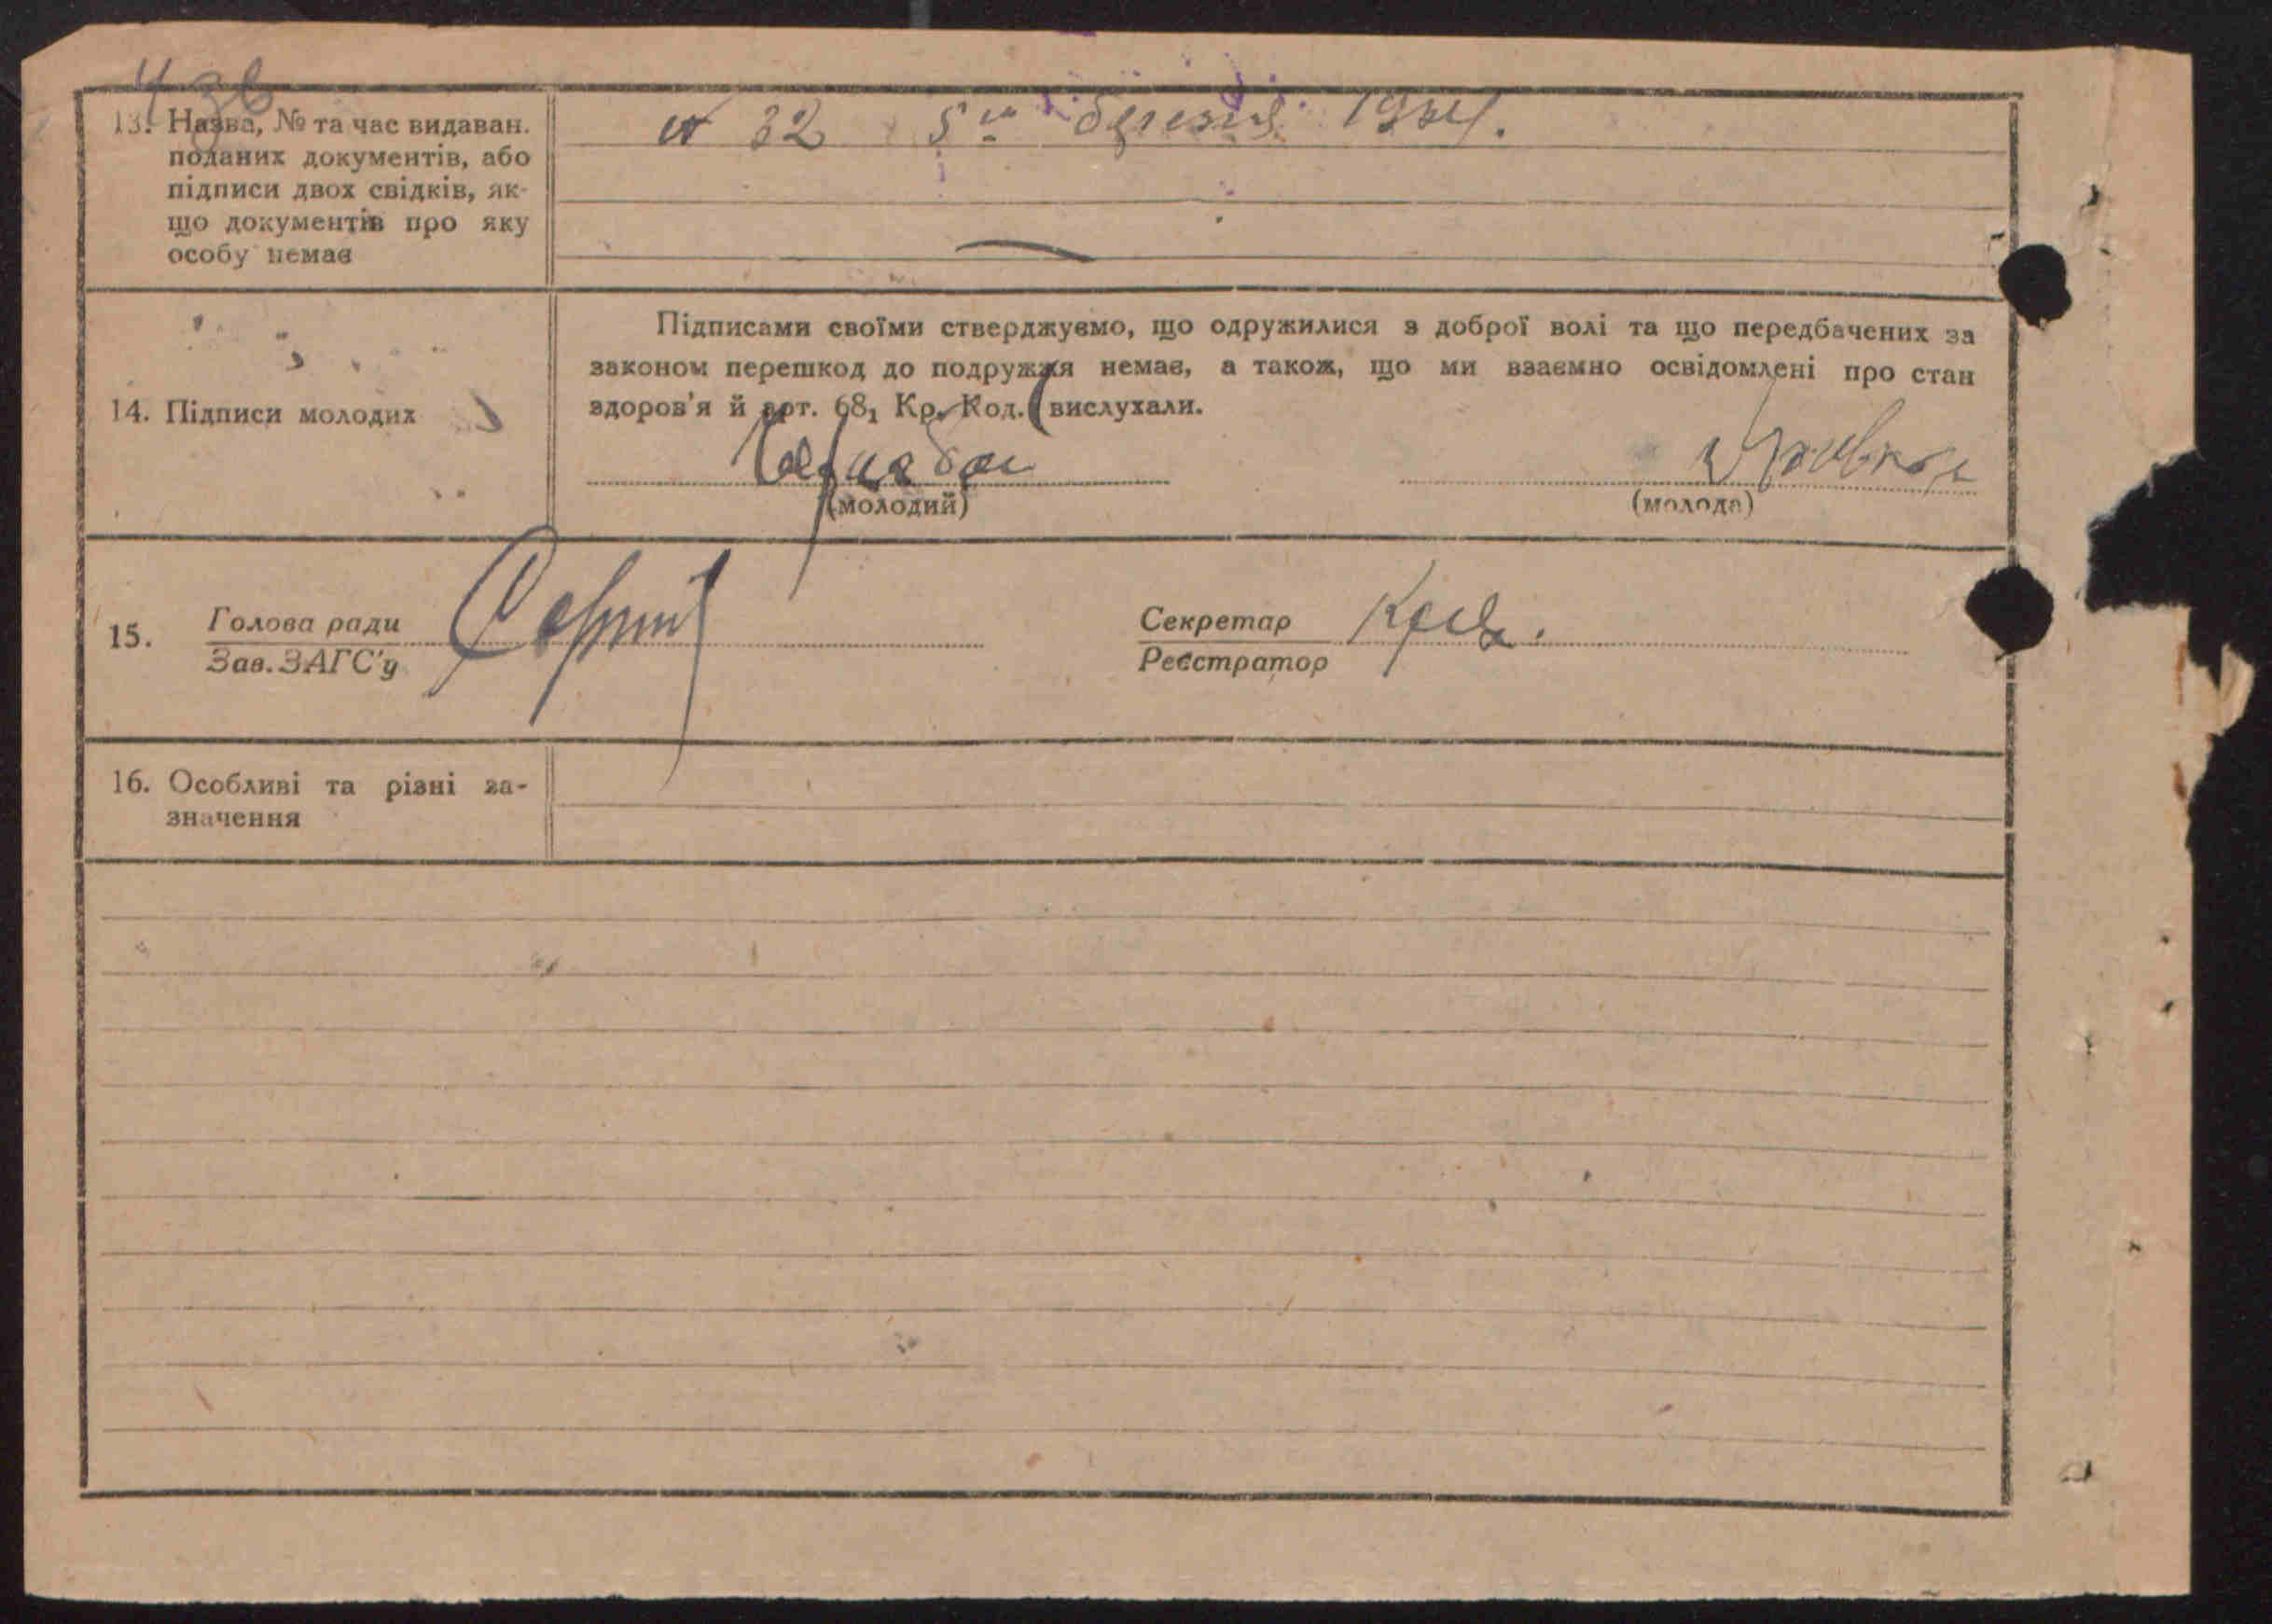 43в
13. Назва, № та час видаван.
поданих документів, або
підписи двох свідків, як-
що документів про яку
особу немає
№ 32 5го березня 1934.
14. Підписи молодих
Підписами своїми стверджуємо, що одружилися з доброї волі та що передбачених за
законом перешкод до подружжя немає, а також, що ми взаємно освідомлені про стан
здоров'я й арт. 68₁ Кр. Код. вислухали.
(молодий)
(молода)
15. Голова ради
Зав. ЗАГС'у
Секретар
Реєстратор
16. Особливі та різні за-
значення